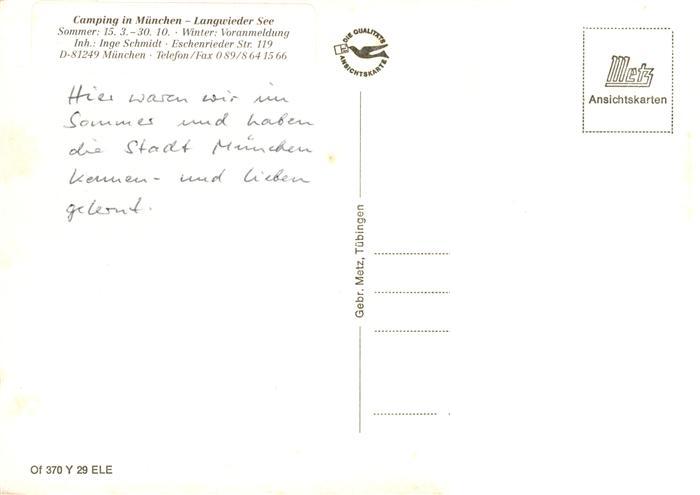 Camping in München – Langwieder See
Sommer: 15. 3. – 30. 10. · Winter: Voranmeldung
Inh.: Inge Schmidt · Eschenrieder Str. 119
D-81249 München · Telefon/Fax 0 89/8 64 15 66
Hier waren wir im
Sommer und haben
die Stadt München
kennen- und lieben
gelernt.
DIE QUALITÄTS
ANSICHTSKARTE
Gebr. Metz, Tübingen
Metz
Ansichtskarten
Of 370 Y 29 ELE